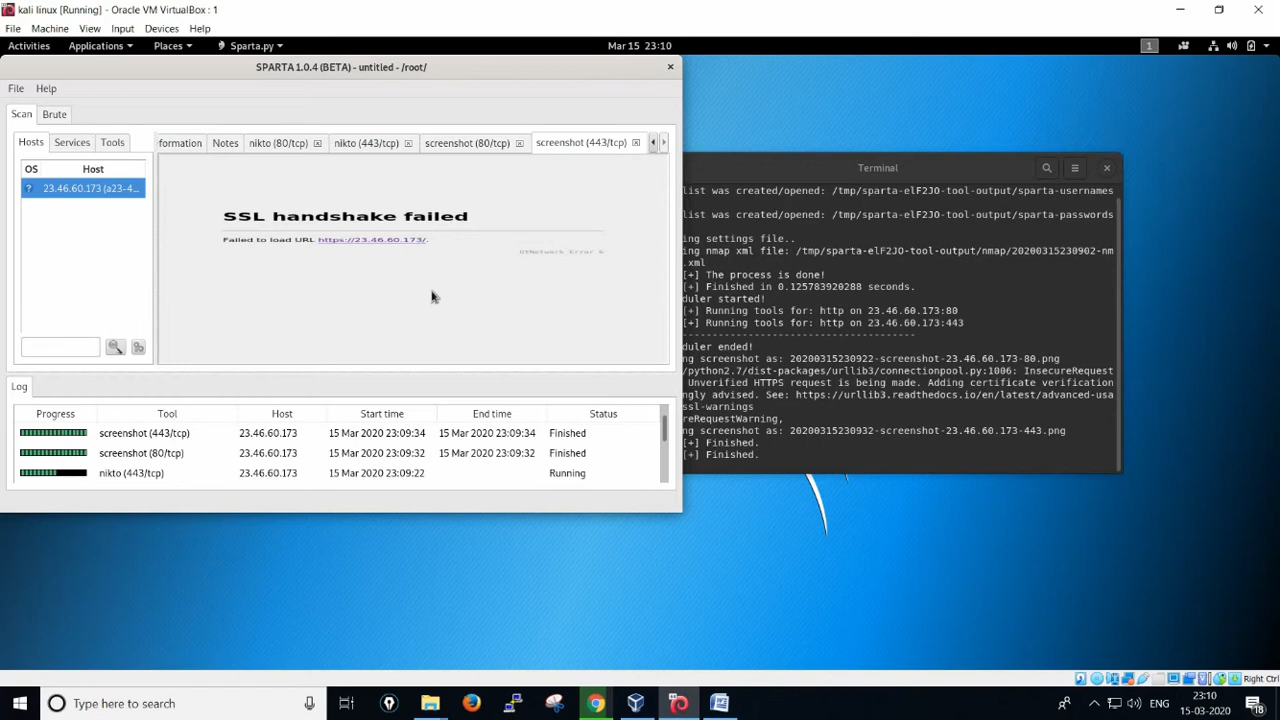 kali linux [Running] - Oracle VM VirtualBox : 1
File Machine View Input Devices Help
Activities Applications Places Sparta.py Mar 15 23:10 1
SPARTA 1.0.4 (BETA) - untitled - /root/
File Help
Scan Brute
Hosts Services Tools
formation Notes nikto (80/tcp) nikto (443/tcp) screenshot (80/tcp) screenshot (443/tcp)
OS Host
? 23.46.60.173 (a23-4...
SSL handshake failed
Failed to load URL https://23.46.60.173/.
QtNetwork Error 6
Log
Progress Tool Host Start time End time Status
screenshot (443/tcp) 23.46.60.173 15 Mar 2020 23:09:34 15 Mar 2020 23:09:34 Finished
screenshot (80/tcp) 23.46.60.173 15 Mar 2020 23:09:32 15 Mar 2020 23:09:32 Finished
nikto (443/tcp) 23.46.60.173 15 Mar 2020 23:09:22 Running
Terminal
list was created/opened: /tmp/sparta-elF2JO-tool-output/sparta-usernames
list was created/opened: /tmp/sparta-elF2JO-tool-output/sparta-passwords
ing settings file..
ing nmap xml file: /tmp/sparta-elF2JO-tool-output/nmap/20200315230902-nm
.xml
[+] The process is done!
[+] Finished in 0.125783920288 seconds.
duler started!
[+] Running tools for: http on 23.46.60.173:80
[+] Running tools for: http on 23.46.60.173:443
---------------------------------------
duler ended!
ng screenshot as: 20200315230922-screenshot-23.46.60.173-80.png
/python2.7/dist-packages/urllib3/connectionpool.py:1006: InsecureRequest
Unverified HTTPS request is being made. Adding certificate verification
ngly advised. See: https://urllib3.readthedocs.io/en/latest/advanced-usa
ssl-warnings
reRequestWarning,
ng screenshot as: 20200315230932-screenshot-23.46.60.173-443.png
[+] Finished.
[+] Finished.
Right Ctrl
Type here to search
ENG
23:10
15-03-2020
18